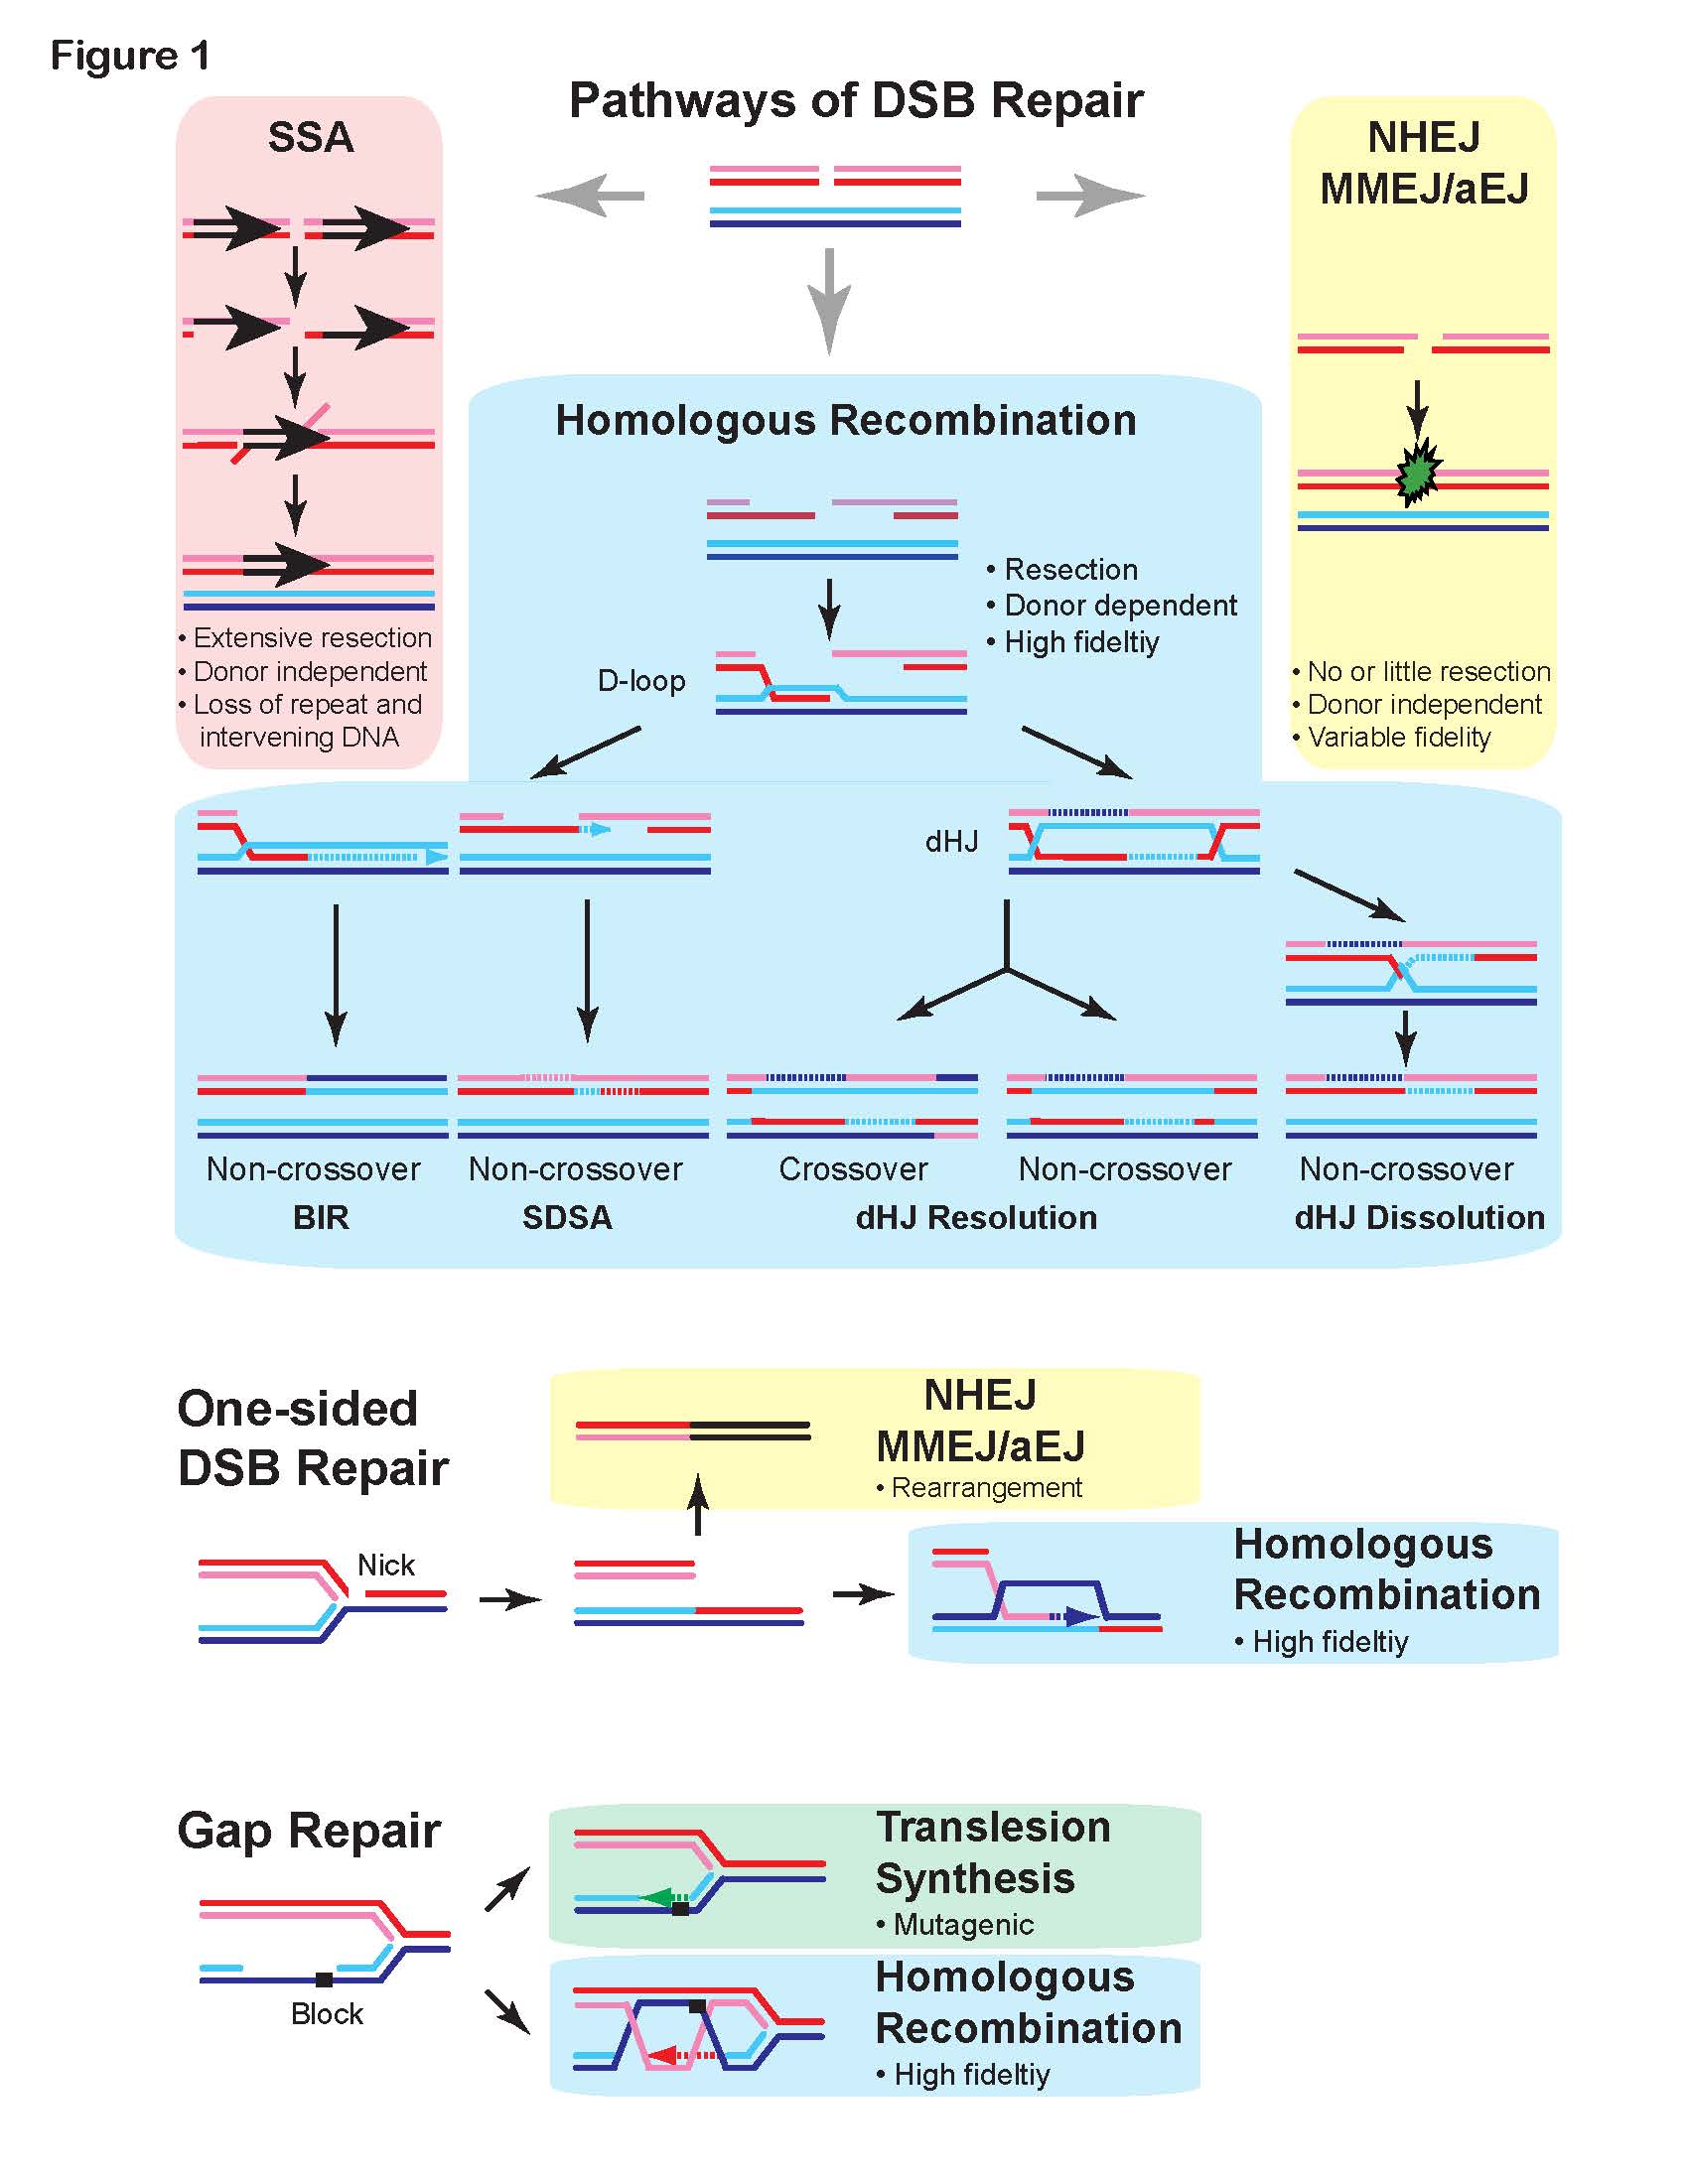 Figure 1
Pathways of DSB Repair
SSA
• Extensive resection
• Donor independent
• Loss of repeat and
intervening DNA
NHEJ
MMEJ/aEJ
• No or little resection
• Donor independent
• Variable fidelity
Homologous Recombination
• Resection
• Donor dependent
• High fideltiy
D-loop
dHJ
Non-crossover
BIR
Non-crossover
SDSA
Crossover
Non-crossover
dHJ Resolution
Non-crossover
dHJ Dissolution
One-sided
DSB Repair
Nick
NHEJ
MMEJ/aEJ
• Rearrangement
Homologous
Recombination
• High fideltiy
Gap Repair
Block
Translesion
Synthesis
• Mutagenic
Homologous
Recombination
• High fideltiy